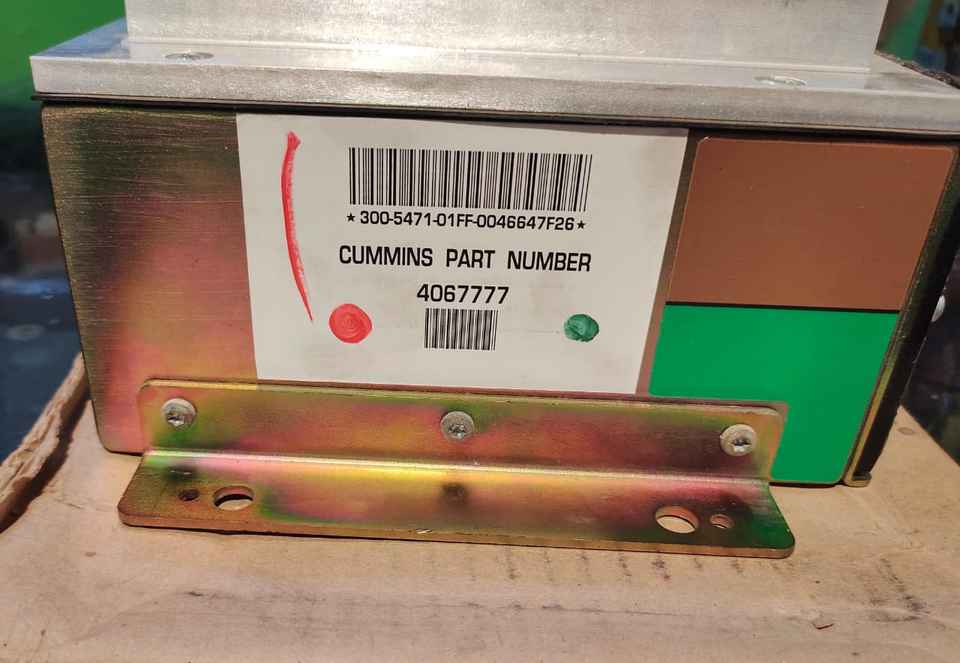 ★ 300-5471-01FF-0046647F26 ★
CUMMINS PART NUMBER
4067777